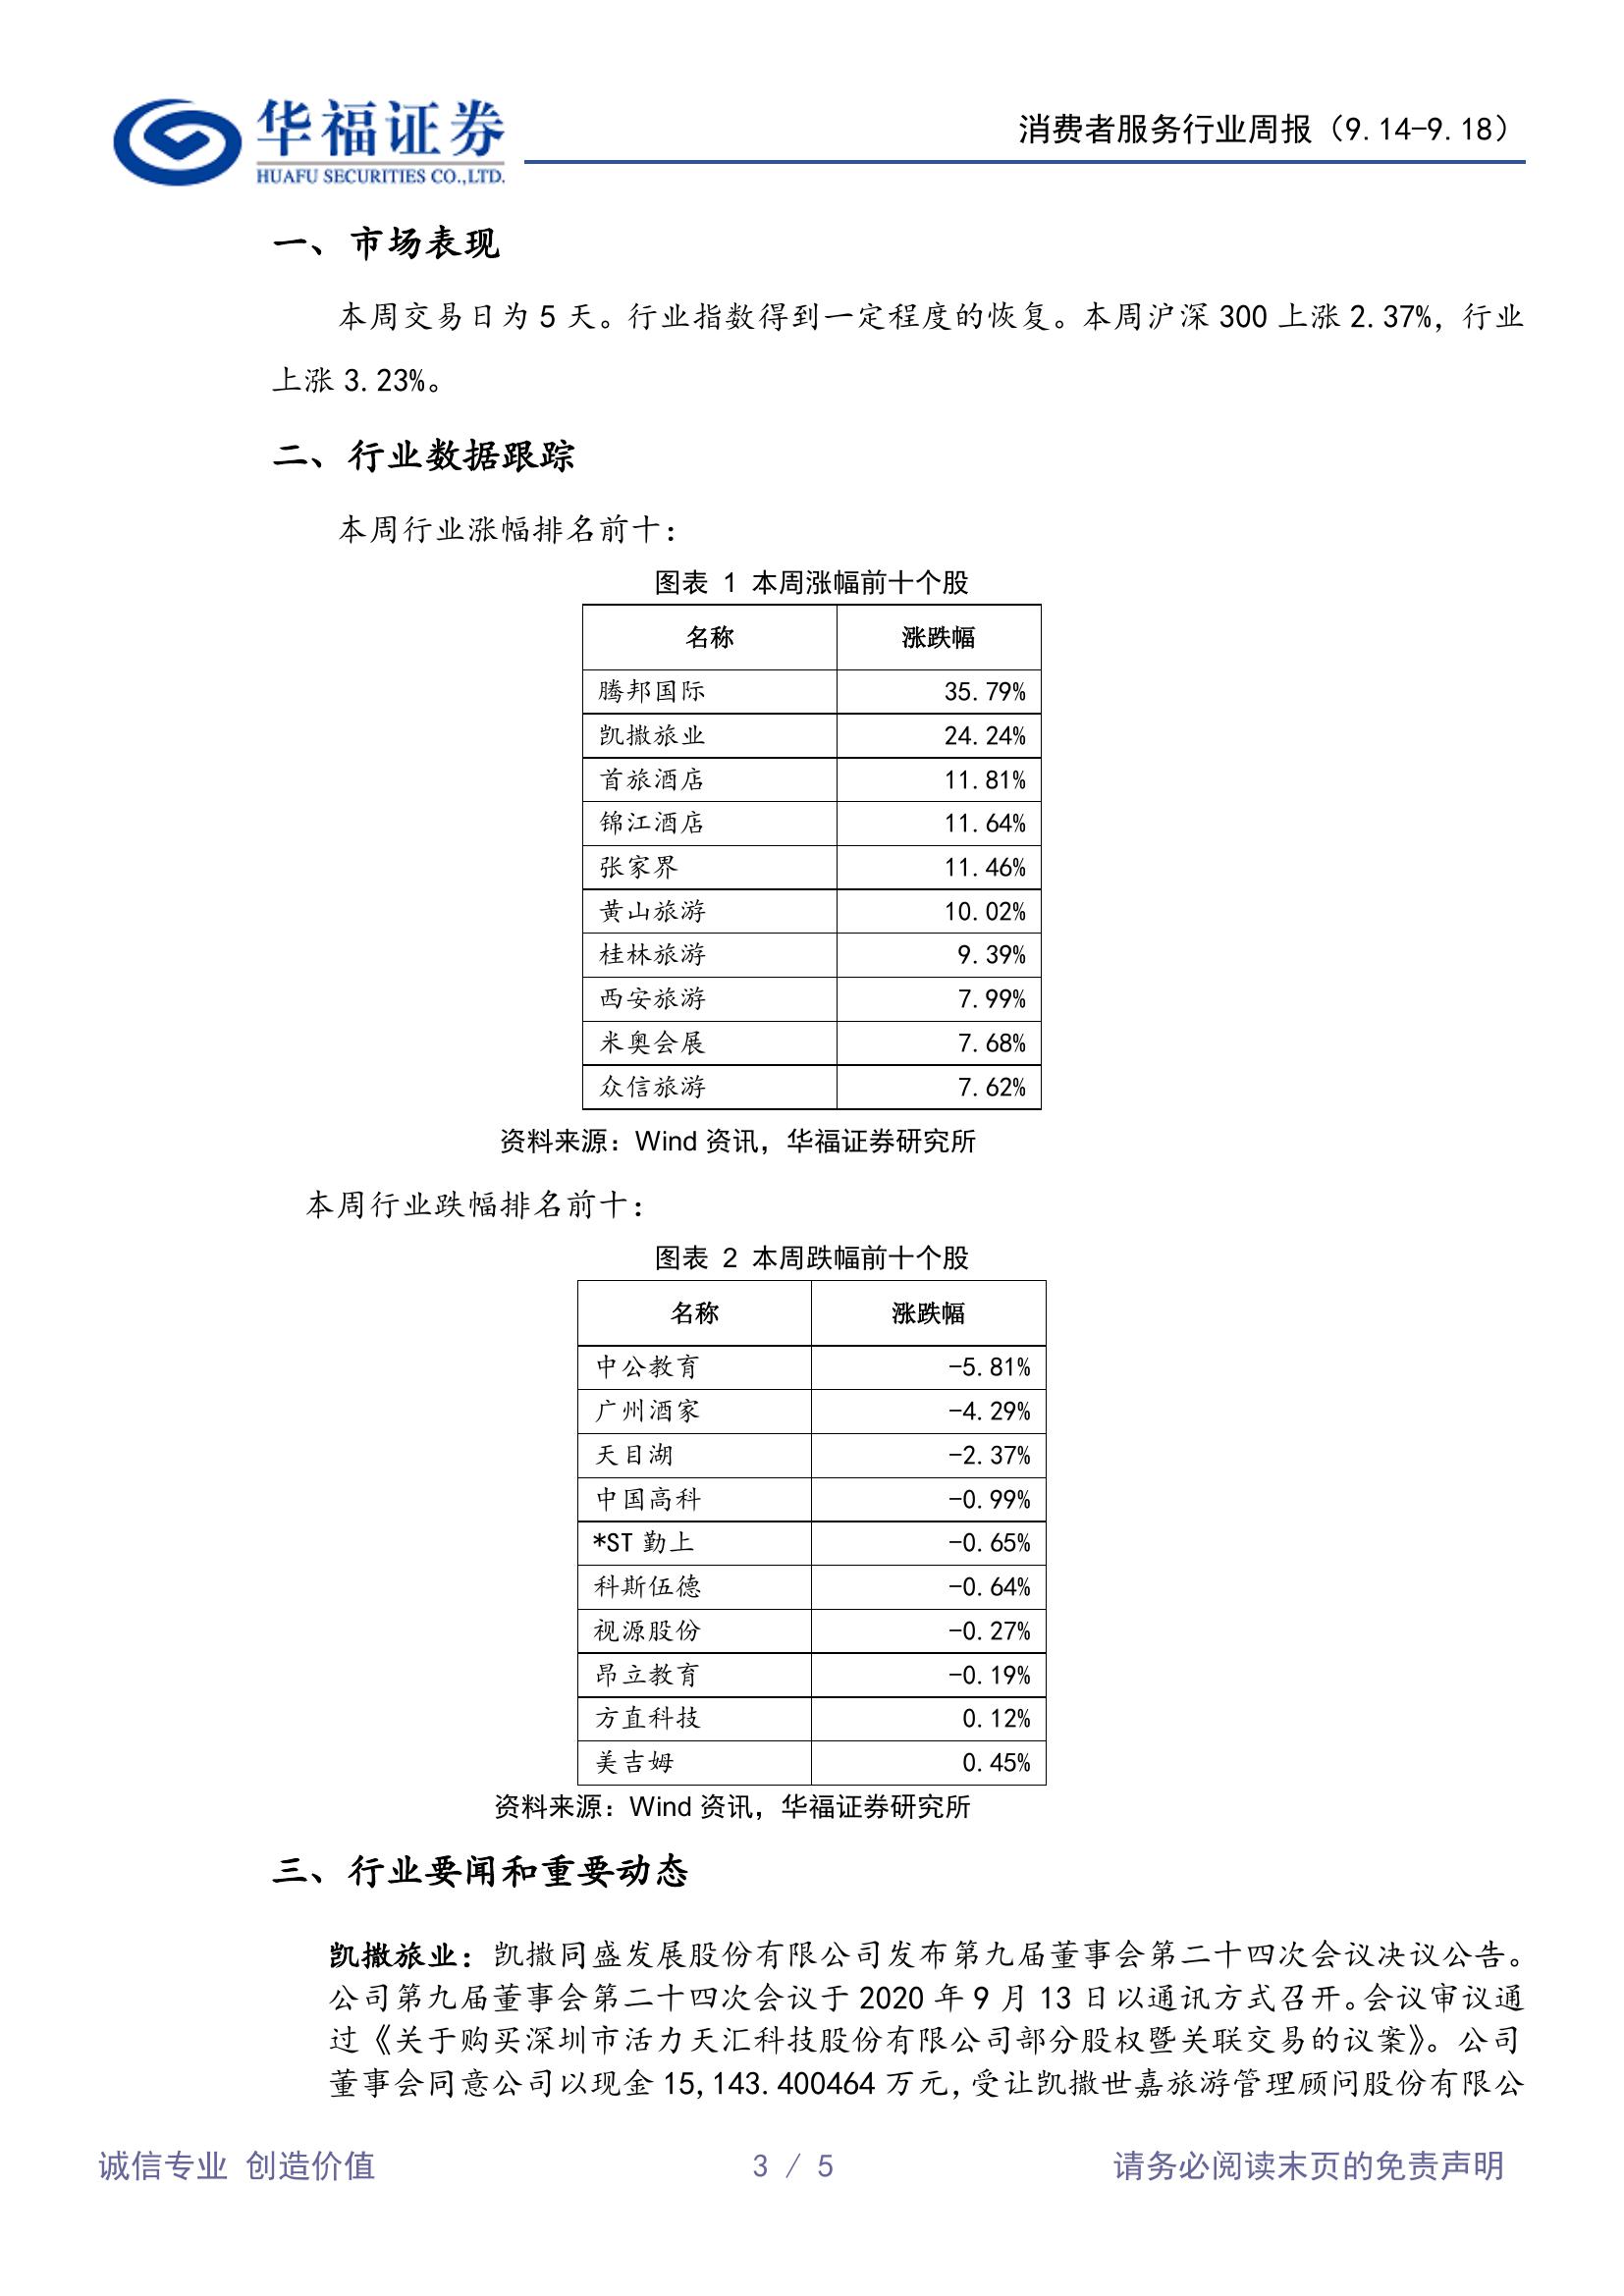 华福证券
HUAFU SECURITIES CO.,LTD.
消费者服务行业周报（9.14-9.18）
一、市场表现
本周交易日为 5 天。行业指数得到一定程度的恢复。本周沪深 300 上涨 2.37%，行业
上涨 3.23%。
二、行业数据跟踪
本周行业涨幅排名前十：
图表 1 本周涨幅前十个股
名称 涨跌幅
腾邦国际 35.79%
凯撒旅业 24.24%
首旅酒店 11.81%
锦江酒店 11.64%
张家界 11.46%
黄山旅游 10.02%
桂林旅游 9.39%
西安旅游 7.99%
米奥会展 7.68%
众信旅游 7.62%
资料来源：Wind 资讯，华福证券研究所
本周行业跌幅排名前十：
图表 2 本周跌幅前十个股
名称 涨跌幅
中公教育 -5.81%
广州酒家 -4.29%
天目湖 -2.37%
中国高科 -0.99%
*ST 勤上 -0.65%
科斯伍德 -0.64%
视源股份 -0.27%
昂立教育 -0.19%
方直科技 0.12%
美吉姆 0.45%
资料来源：Wind 资讯，华福证券研究所
三、行业要闻和重要动态
凯撒旅业：凯撒同盛发展股份有限公司发布第九届董事会第二十四次会议决议公告。
公司第九届董事会第二十四次会议于 2020 年 9 月 13 日以通讯方式召开。会议审议通
过《关于购买深圳市活力天汇科技股份有限公司部分股权暨关联交易的议案》。公司
董事会同意公司以现金 15,143.400464 万元，受让凯撒世嘉旅游管理顾问股份有限公
诚信专业 创造价值 3 / 5 请务必阅读末页的免责声明